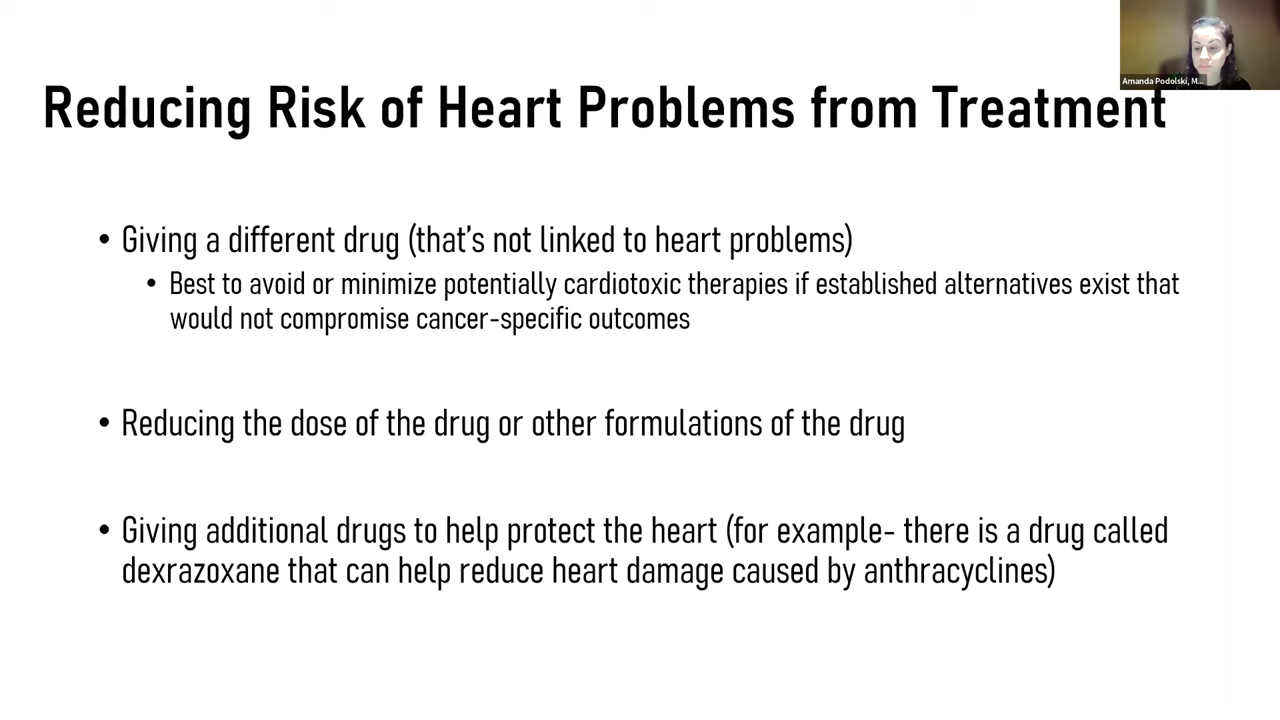 Amanda Podolski, M...
Reducing Risk of Heart Problems from Treatment
• Giving a different drug (that's not linked to heart problems)
• Best to avoid or minimize potentially cardiotoxic therapies if established alternatives exist that
would not compromise cancer-specific outcomes
• Reducing the dose of the drug or other formulations of the drug
• Giving additional drugs to help protect the heart (for example- there is a drug called
dexrazoxane that can help reduce heart damage caused by anthracyclines)